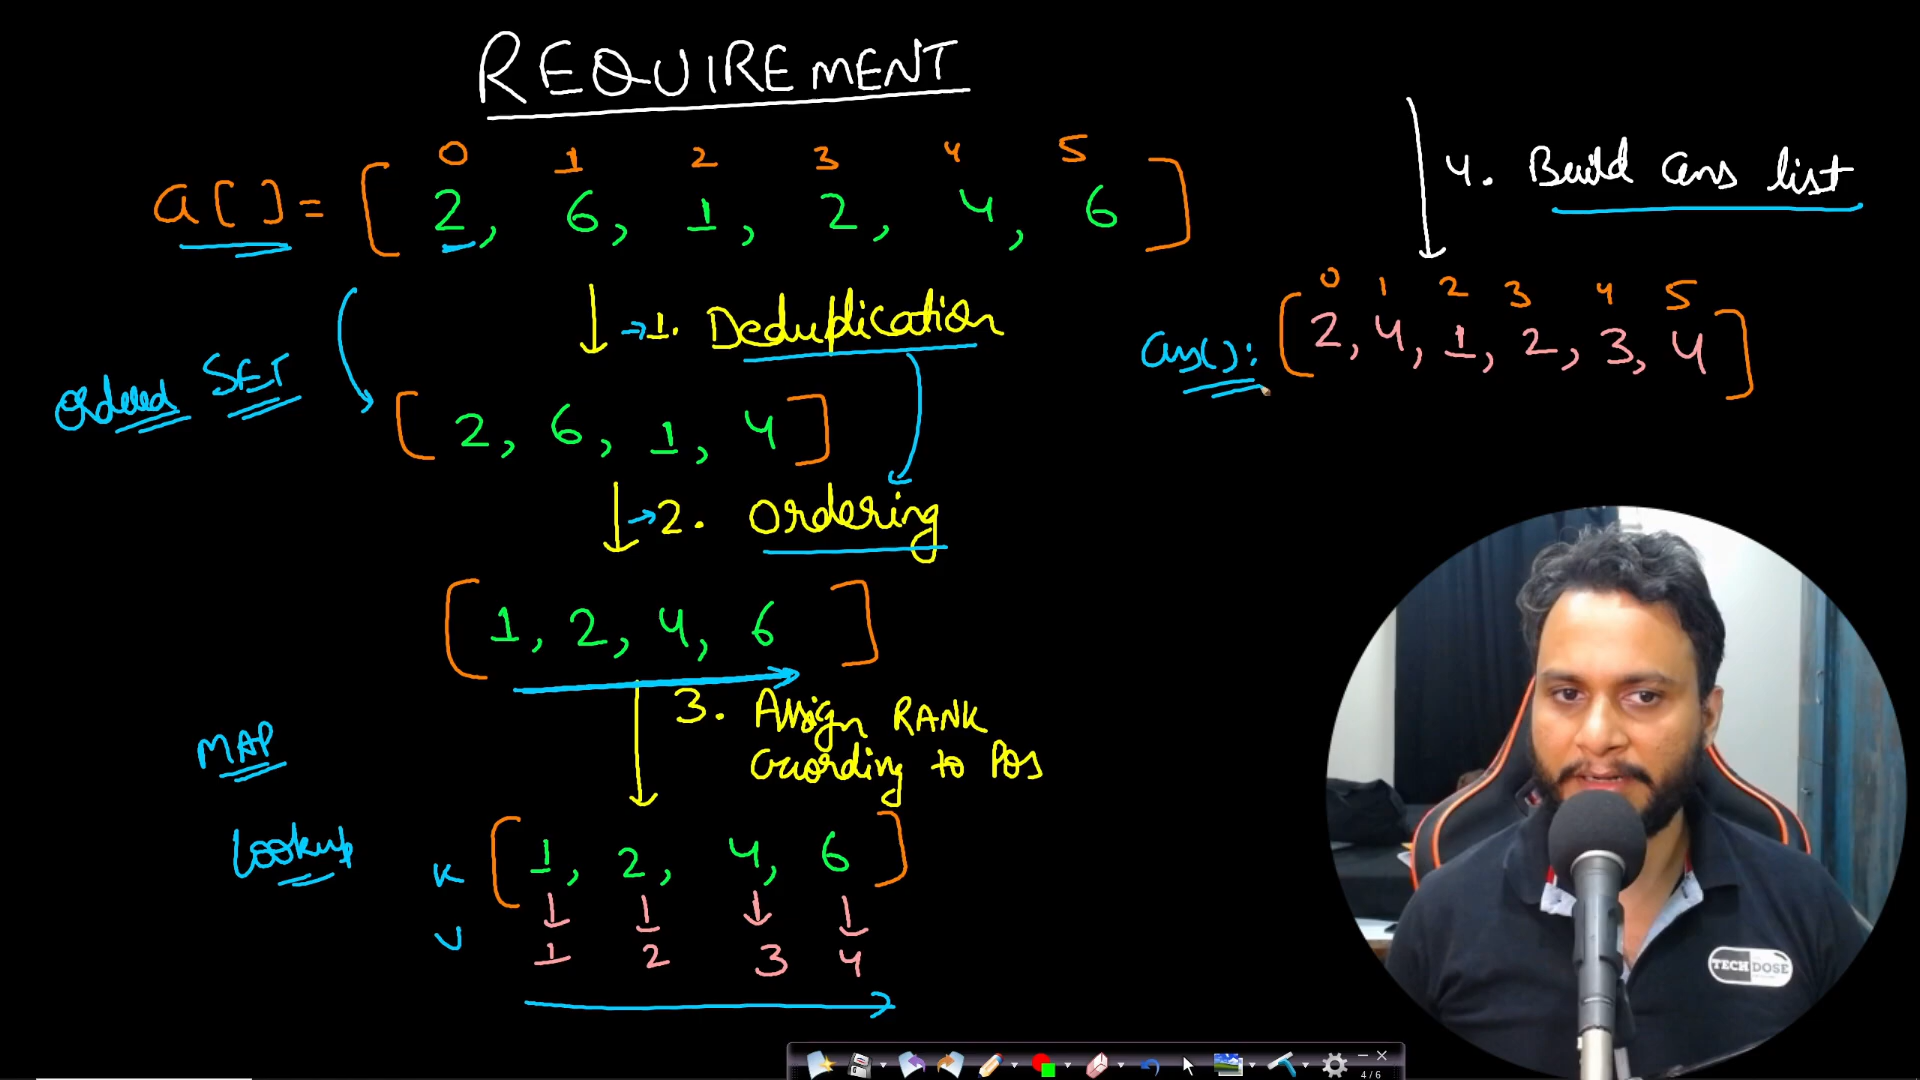 REQUIREMENT
0 1 2 3 4 5
a[] = [2, 6, 1, 2, 4, 6]
→1. Deduplication
ordered SET
[2, 6, 1, 4]
→2. ordering
[1, 2, 4, 6]
3. Assign RANK
according to Pos
MAP
Lookup
K [1, 2, 4, 6]
V 1 2 3 4
4. Build ans list
0 1 2 3 4 5
ans(): [2, 4, 1, 2, 3, 4]
TECH DOSE
4 / 6